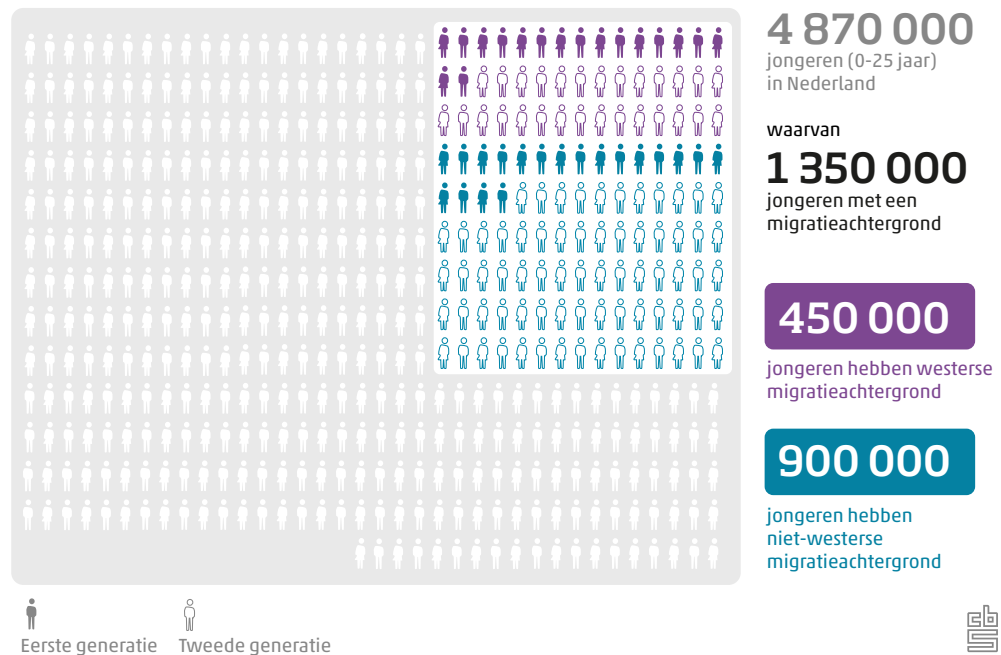 4 870 000
jongeren (0-25 jaar)
in Nederland
waarvan
1 350 000
jongeren met een
migratieachtergrond
450 000
jongeren hebben westerse
migratieachtergrond
900 000
jongeren hebben
niet-westerse
migratieachtergrond
Eerste generatie
Tweede generatie
cbs